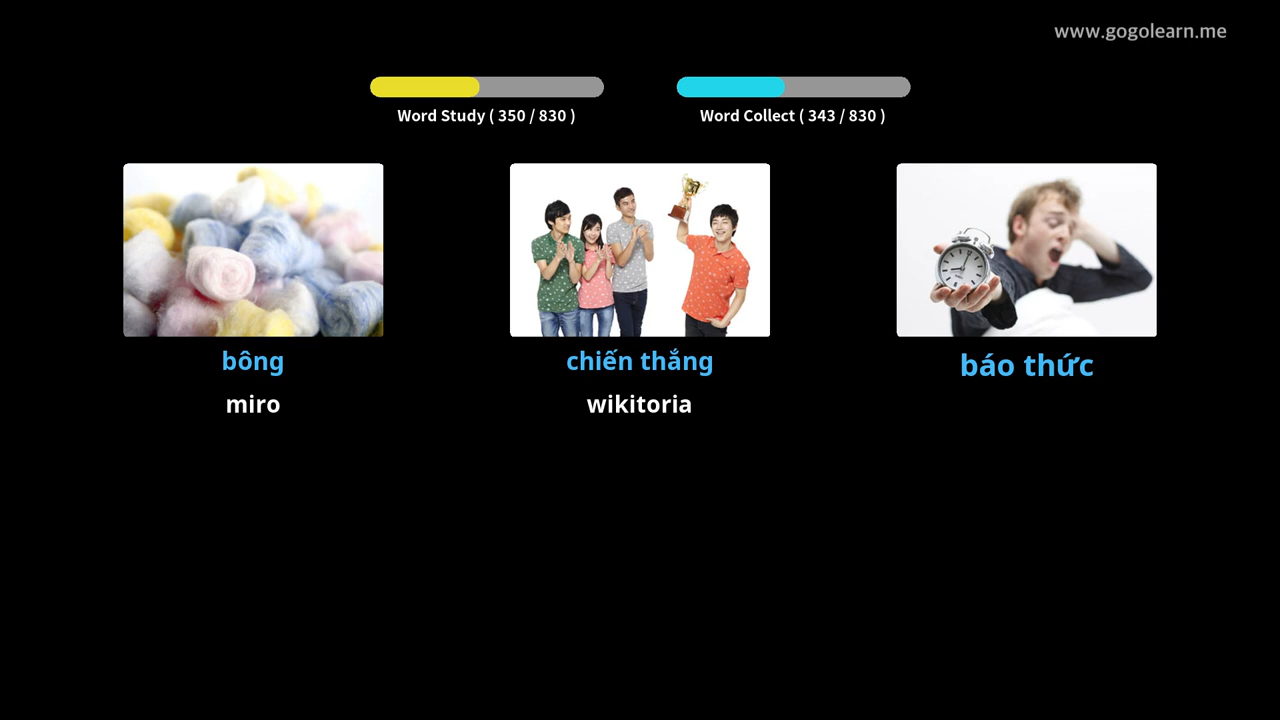 www.gogolearn.me
Word Study ( 350 / 830 )
Word Collect ( 343 / 830 )
bông
chiến thắng
báo thức
miro
wikitoria